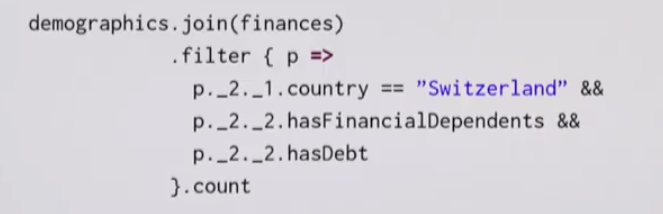 demographics.join(finances)
.filter { p =>
p._2._1.country == ”Switzerland” &&
p._2._2.hasFinancialDependents &&
p._2._2.hasDebt
}.count